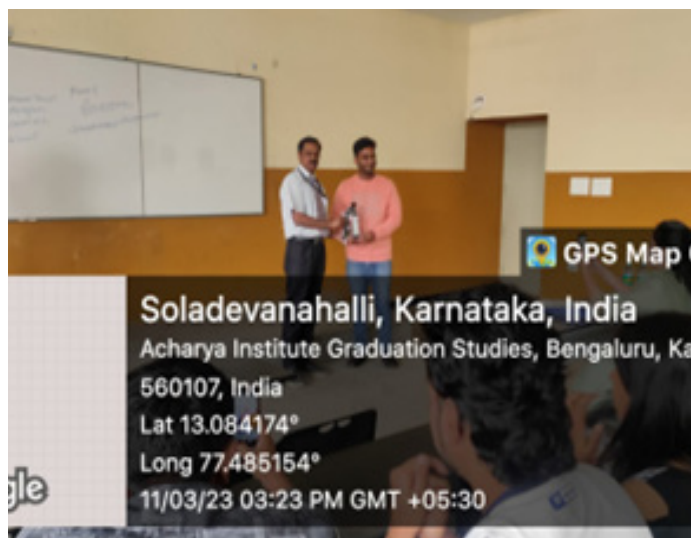 GPS Map
Soladevanahalli, Karnataka, India
Acharya Institute Graduation Studies, Bengaluru, Ka
560107, India
Lat 13.084174°
Long 77.485154°
11/03/23 03:23 PM GMT +05:30
gle